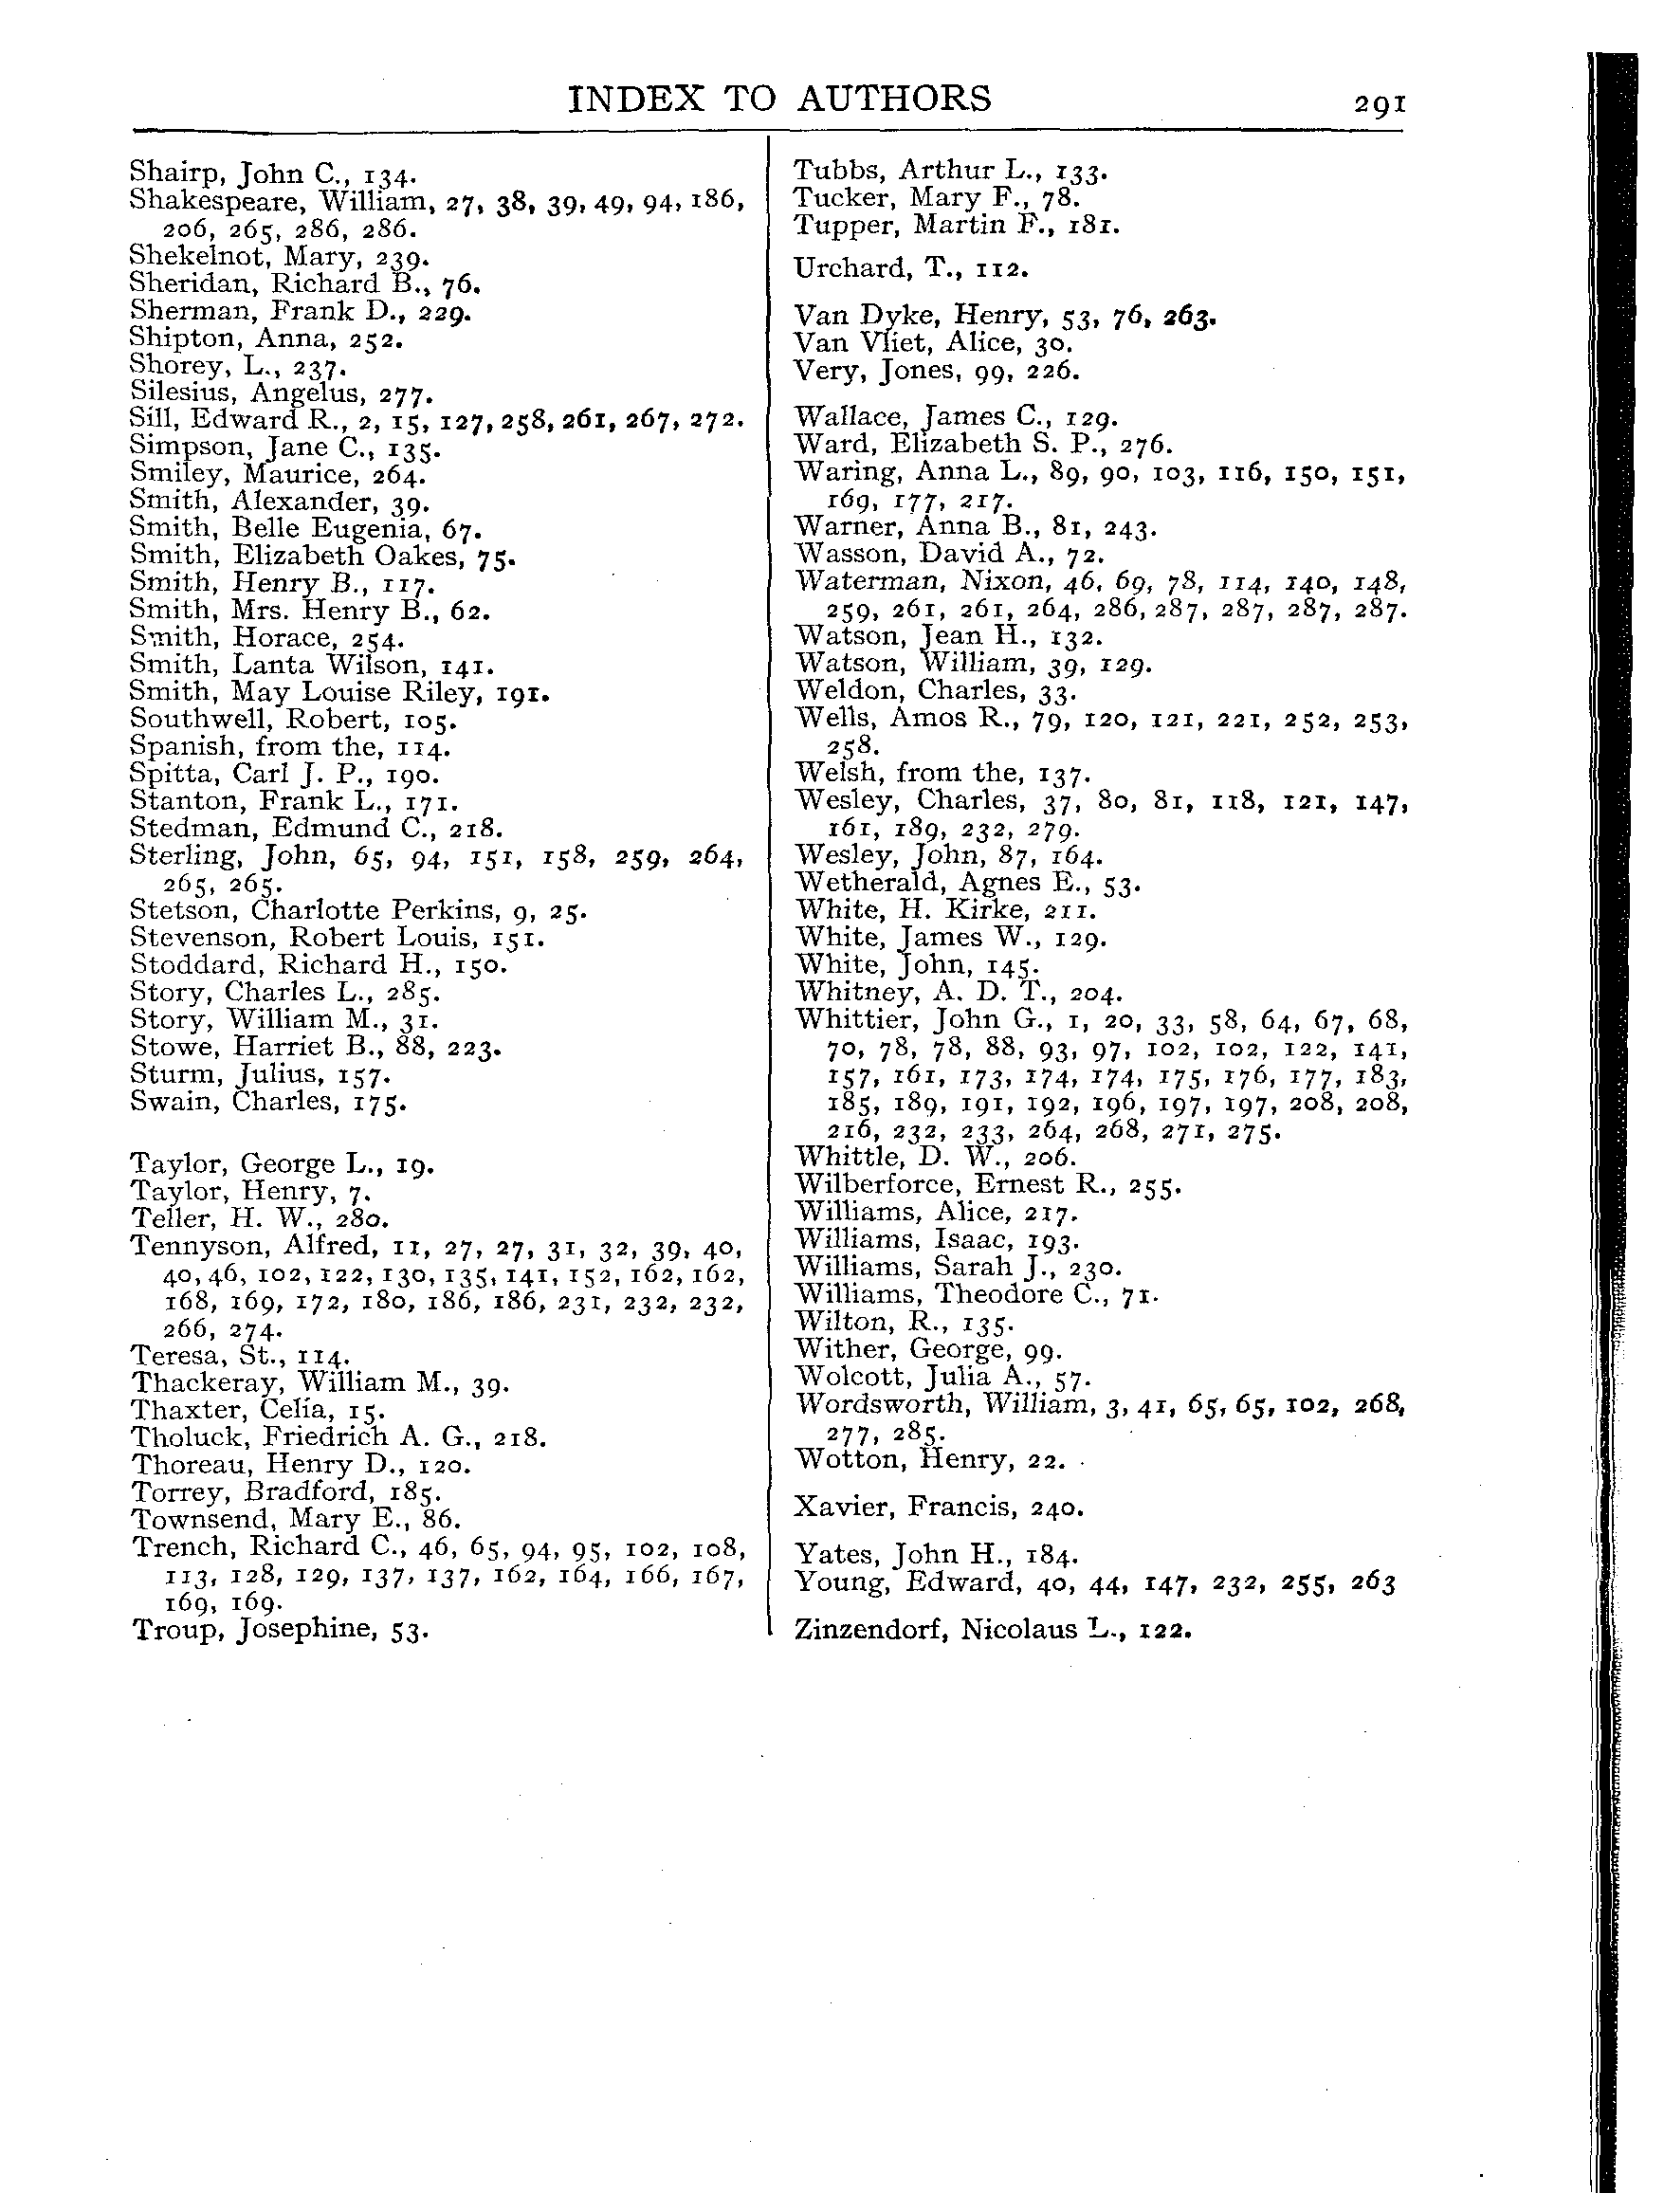 INDEX TO AUTHORS 291
Shairp, John C., 134.
Shakespeare, William, 27, 38, 39, 49, 94, 186,
206, 265, 286, 286.
Shekelnot, Mary, 239.
Sheridan, Richard B., 76.
Sherman, Frank D., 229.
Shipton, Anna, 252.
Shorey, L., 237.
Silesius, Angelus, 277.
Sill, Edward R., 2, 15, 127, 258, 261, 267, 272.
Simpson, Jane C., 135.
Smiley, Maurice, 264.
Smith, Alexander, 39.
Smith, Belle Eugenia, 67.
Smith, Elizabeth Oakes, 75.
Smith, Henry B., 117.
Smith, Mrs. Henry B., 62.
Smith, Horace, 254.
Smith, Lanta Wilson, 141.
Smith, May Louise Riley, 191.
Southwell, Robert, 105.
Spanish, from the, 114.
Spitta, Carl J. P., 190.
Stanton, Frank L., 171.
Stedman, Edmund C., 218.
Sterling, John, 65, 94, 151, 158, 259, 264,
265, 265.
Stetson, Charlotte Perkins, 9, 25.
Stevenson, Robert Louis, 151.
Stoddard, Richard H., 150.
Story, Charles L., 285.
Story, William M., 31.
Stowe, Harriet B., 88, 223.
Sturm, Julius, 157.
Swain, Charles, 175.
Taylor, George L., 19.
Taylor, Henry, 7.
Teller, H. W., 280.
Tennyson, Alfred, 11, 27, 27, 31, 32, 39, 40,
40, 46, 102, 122, 130, 135, 141, 152, 162, 162,
168, 169, 172, 180, 186, 186, 231, 232, 232,
266, 274.
Teresa, St., 114.
Thackeray, William M., 39.
Thaxter, Celia, 15.
Tholuck, Friedrich A. G., 218.
Thoreau, Henry D., 120.
Torrey, Bradford, 185.
Townsend, Mary E., 86.
Trench, Richard C., 46, 65, 94, 95, 102, 108,
113, 128, 129, 137, 137, 162, 164, 166, 167,
169, 169.
Troup, Josephine, 53.
Tubbs, Arthur L., 133.
Tucker, Mary F., 78.
Tupper, Martin F., 181.
Urchard, T., 112.
Van Dyke, Henry, 53, 76, 263.
Van Vliet, Alice, 30.
Very, Jones, 99, 226.
Wallace, James C., 129.
Ward, Elizabeth S. P., 276.
Waring, Anna L., 89, 90, 103, 116, 150, 151,
169, 177, 217.
Warner, Anna B., 81, 243.
Wasson, David A., 72.
Waterman, Nixon, 46, 69, 78, 114, 140, 148,
259, 261, 261, 264, 286, 287, 287, 287, 287.
Watson, Jean H., 132.
Watson, William, 39, 129.
Weldon, Charles, 33.
Wells, Amos R., 79, 120, 121, 221, 252, 253,
258.
Welsh, from the, 137.
Wesley, Charles, 37, 80, 81, 118, 121, 147,
161, 189, 232, 279.
Wesley, John, 87, 164.
Wetherald, Agnes E., 53.
White, H. Kirke, 211.
White, James W., 129.
White, John, 145.
Whitney, A. D. T., 204.
Whittier, John G., 1, 20, 33, 58, 64, 67, 68,
70, 78, 78, 88, 93, 97, 102, 102, 122, 141,
157, 161, 173, 174, 174, 175, 176, 177, 183,
185, 189, 191, 192, 196, 197, 197, 208, 208,
216, 232, 233, 264, 268, 271, 275.
Whittle, D. W., 206.
Wilberforce, Ernest R., 255.
Williams, Alice, 217.
Williams, Isaac, 193.
Williams, Sarah J., 230.
Williams, Theodore C., 71.
Wilton, R., 135.
Wither, George, 99.
Wolcott, Julia A., 57.
Wordsworth, William, 3, 41, 65, 65, 102, 268,
277, 285.
Wotton, Henry, 22.
Xavier, Francis, 240.
Yates, John H., 184.
Young, Edward, 40, 44, 147, 232, 255, 263
Zinzendorf, Nicolaus L., 122.